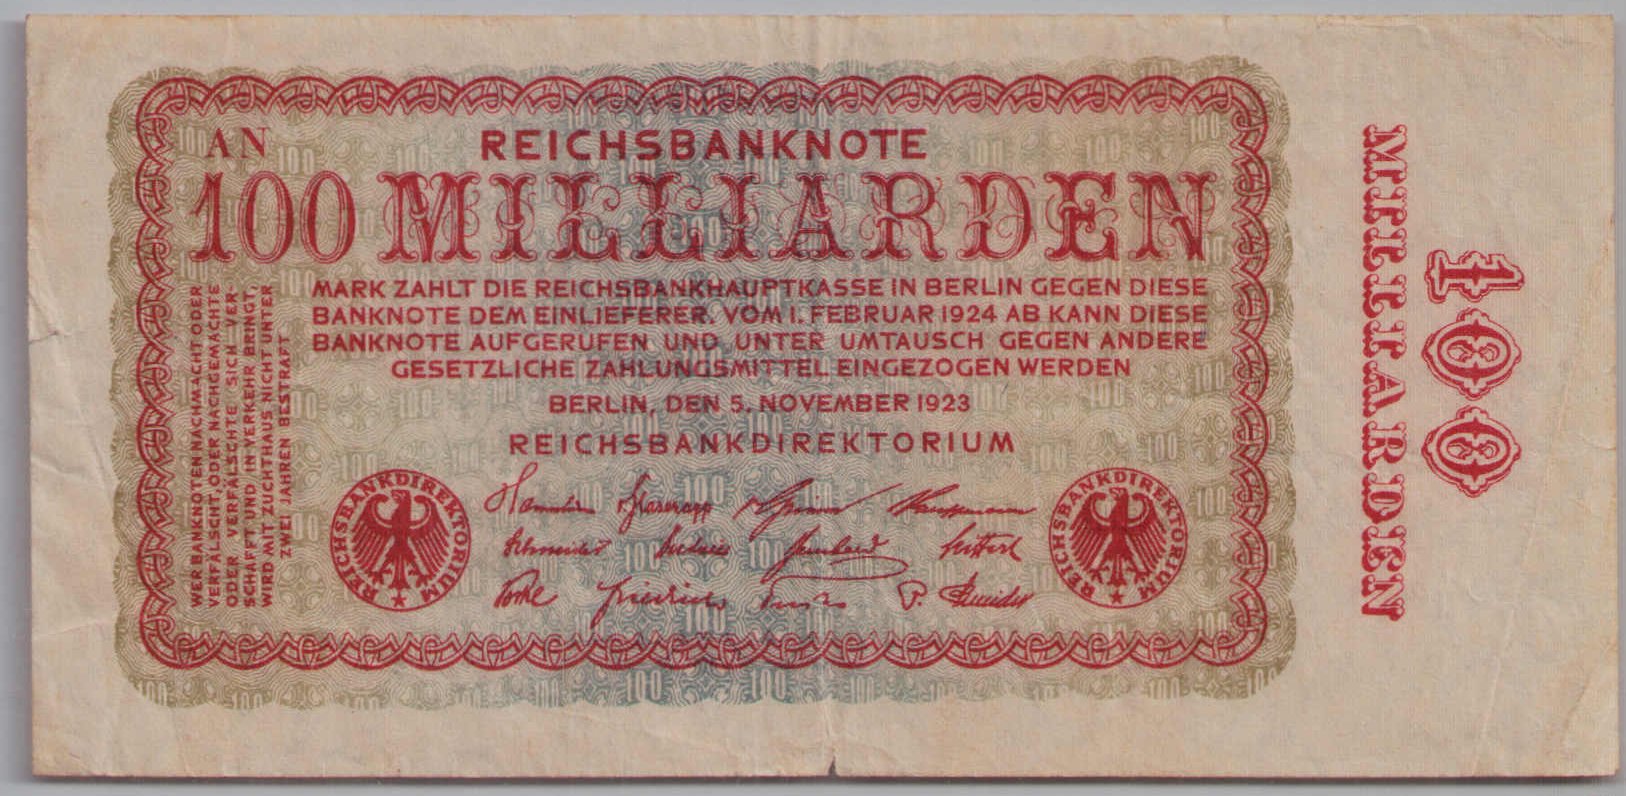 AN
REICHSBANKNOTE
100 MILLIARDEN
MARK ZAHLT DIE REICHSBANKHAUPTKASSE IN BERLIN GEGEN DIESE
BANKNOTE DEM EINLIEFERER. VOM 1. FEBRUAR 1924 AB KANN DIESE
BANKNOTE AUFGERUFEN UND UNTER UMTAUSCH GEGEN ANDERE
GESETZLICHE ZAHLUNGSMITTEL EINGEZOGEN WERDEN
BERLIN, DEN 5. NOVEMBER 1923
REICHSBANKDIREKTORIUM
REICHSBANKDIREKTORIUM
REICHSBANKDIREKTORIUM
Schneider
Friedrich
P. Schneider
WER BANKNOTEN NACHMACHT ODER
VERFÄLSCHT, ODER NACHGEMACHTE
ODER VERFÄLSCHTE SICH VER-
SCHAFFT UND IN VERKEHR BRINGT,
WIRD MIT ZUCHTHAUS NICHT UNTER
ZWEI JAHREN BESTRAFT
100
MILLIARDEN